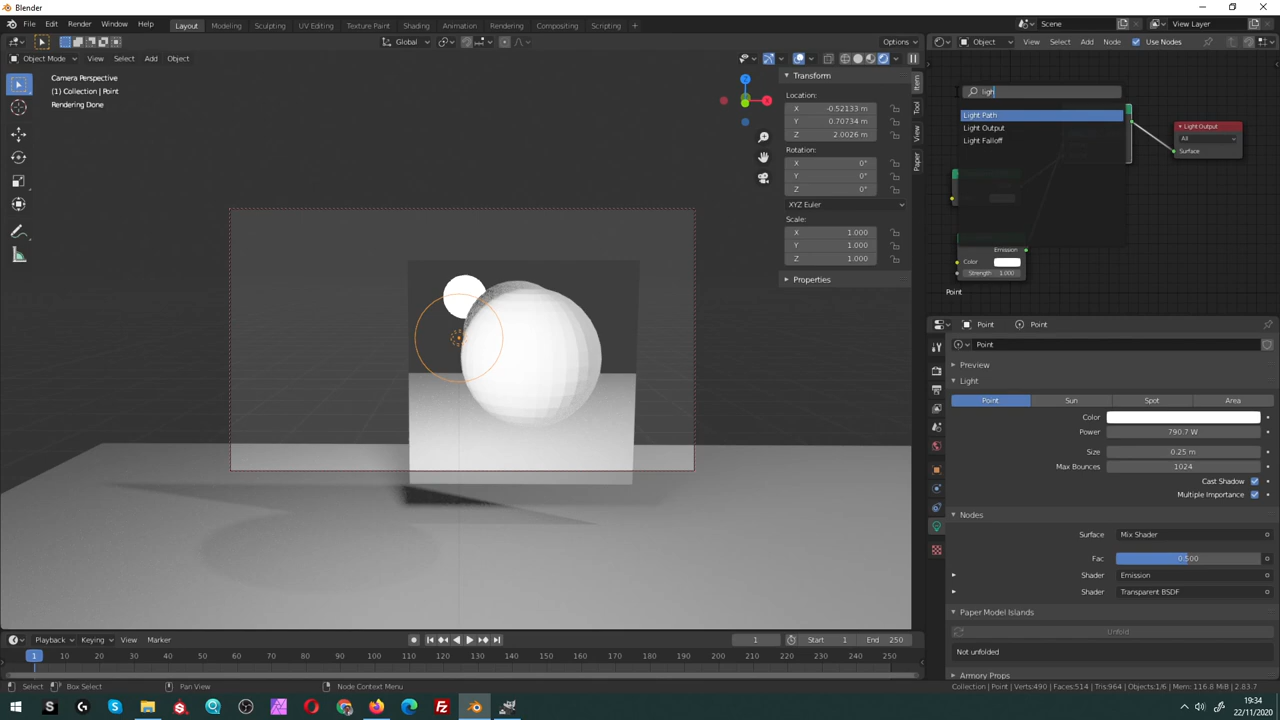 Blender
File Edit Render Window Help Layout Modeling Sculpting UV Editing Texture Paint Shading Animation Rendering Compositing Scripting + Scene View Layer
Global Options Object View Select Add Node Use Nodes
Object Mode View Select Add Object
Camera Perspective
(1) Collection | Point
Rendering Done
Z
Transform
Location:
X -0.52133 m
Y 0.70734 m
Z 2.0026 m
Rotation:
X 0°
Y 0°
Z 0°
XYZ Euler
Scale:
X 1.000
Y 1.000
Z 1.000
Properties
Item
Tool
View
Paper
ligh
Light Path
Light Output
Light Falloff
Light Output
All
Surface
Emission
Color
Strength 1.000
Point
Point Point
Point
Preview
Light
Point Sun Spot Area
Color
Power 790.7 W
Size 0.25 m
Max Bounces 1024
Cast Shadow
Multiple Importance
Nodes
Surface Mix Shader
Fac 0.500
Shader Emission
Shader Transparent BSDF
Paper Model Islands
Unfold
Not unfolded
Armory Props
Playback Keying View Marker 1 Start 1 End 250
1 10 20 30 40 50 60 70 80 90 100 110 120 130 140 150 160 170 180 190 200 210 220 230 240 250
Select Box Select Pan View Node Context Menu Collection | Point | Verts:490 | Faces:514 | Tris:964 | Objects:1/6 | Mem: 116.8 MiB | 2.83.7
19:34
22/11/2020